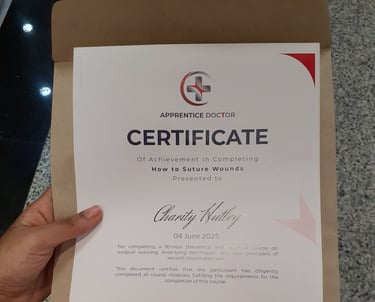 APPRENTICE DOCTOR
CERTIFICATE
Of Achievement in Completing
How to Suture Wounds
Presented to
Charity Hutley
04 June 2025
For completing a 30-hour theoretical and practical course on
surgical suturing, knot-tying techniques, and principles of
wound closure and care.
This document certifies that the participant has diligently
completed all course modules, fulfilling the requirements for the
completion of this course.